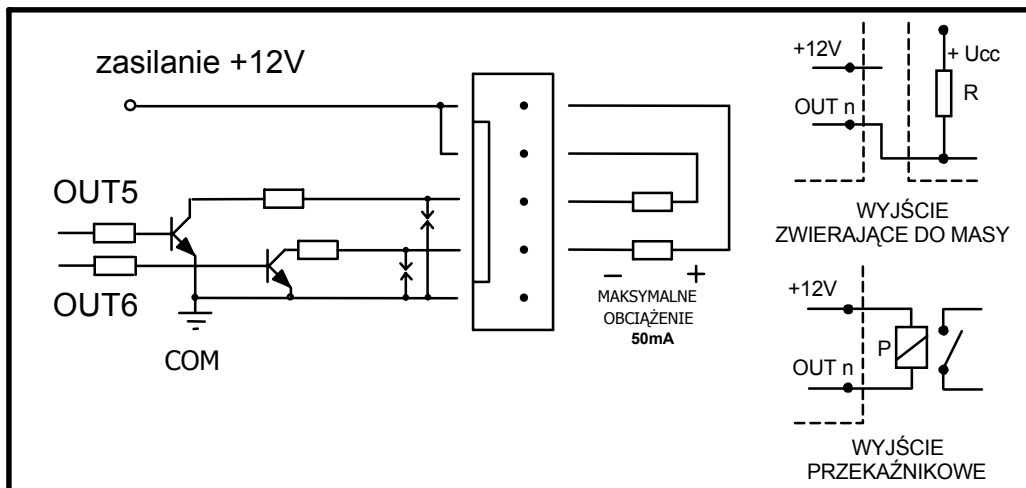 zasilanie +12V
OUT5
OUT6
COM
−
+
MAKSYMALNE
OBCIĄŻENIE
50mA
+12V
+ Ucc
R
OUT n
WYJŚCIE
ZWIERAJĄCE DO MASY
+12V
P
OUT n
WYJŚCIE
PRZEKAŹNIKOWE